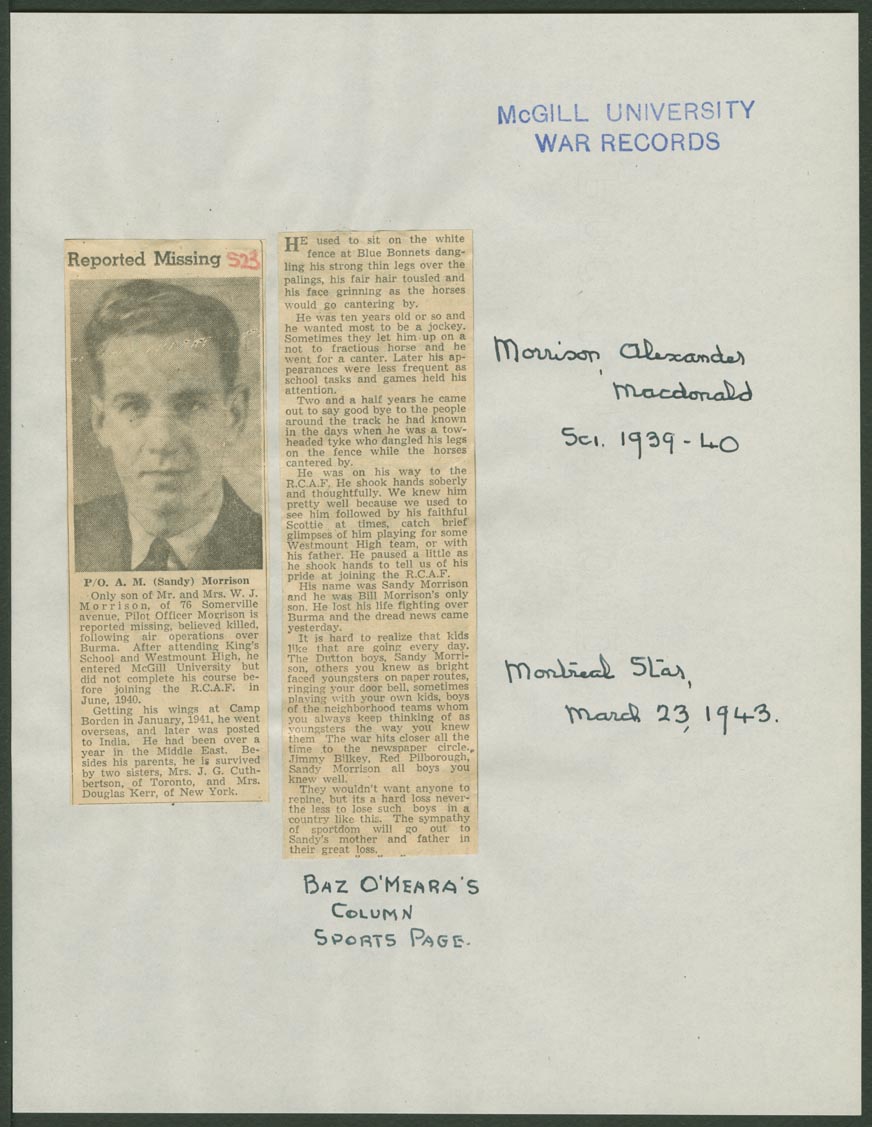 McGILL UNIVERSITY
WAR RECORDS
Reported Missing 523
P/O. A. M. (Sandy) Morrison
Only son of Mr. and Mrs. W. J.
Morrison, of 76 Somerville
avenue, Pilot Officer Morrison is
reported missing, believed killed,
following air operations over
Burma. After attending King's
School and Westmount High, he
entered McGill University but
did not complete his course be-
fore joining the R.C.A.F. in
June, 1940.
Getting his wings at Camp
Borden in January, 1941, he went
overseas, and later was posted
to India. He had been over a
year in the Middle East. Be-
sides his parents, he is survived
by two sisters, Mrs. J. G. Cuth-
bertson, of Toronto, and Mrs.
Douglas Kerr, of New York.
HE used to sit on the white
fence at Blue Bonnets dang-
ling his strong thin legs over the
palings, his fair hair tousled and
his face grinning as the horses
would go cantering by.
He was ten years old or so and
he wanted most to be a jockey.
Sometimes they let him up on a
not to fractious horse and he
went for a canter. Later his ap-
pearances were less frequent as
school tasks and games held his
attention.
Two and a half years he came
out to say good bye to the people
around the track he had known
in the days when he was a tow-
headed tyke who dangled his legs
on the fence while the horses
cantered by.
He was on his way to the
R.C.A.F. He shook hands soberly
and thoughtfully. We knew him
pretty well because we used to
see him followed by his faithful
Scottie at times, catch brief
glimpses of him playing for some
Westmount High team, or with
his father. He paused a little as
he shook hands to tell us of his
pride at joining the R.C.A.F.
His name was Sandy Morrison
and he was Bill Morrison's only
son. He lost his life fighting over
Burma and the dread news came
yesterday.
It is hard to realize that kids
like that are going every day.
The Dutton boys, Sandy Morri-
son, others you knew as bright
faced youngsters on paper routes,
ringing your door bell, sometimes
playing with your own kids, boys
of the neighborhood teams whom
you always keep thinking of as
youngsters the way you knew
them The war hits closer all the
time to the newspaper circle.
Jimmy Bilkey, Red Pilborough,
Sandy Morrison all boys you
knew well.
They wouldn't want anyone to
repine, but its a hard loss never-
the less to lose such boys in a
country like this. The sympathy
of sportdom will go out to
Sandy's mother and father in
their great loss.
BAZ O'MEARA'S
COLUMN
SPORTS PAGE.
Morrison, Alexander
Macdonald
Sci. 1939-40
Montreal Star,
March 23, 1943.